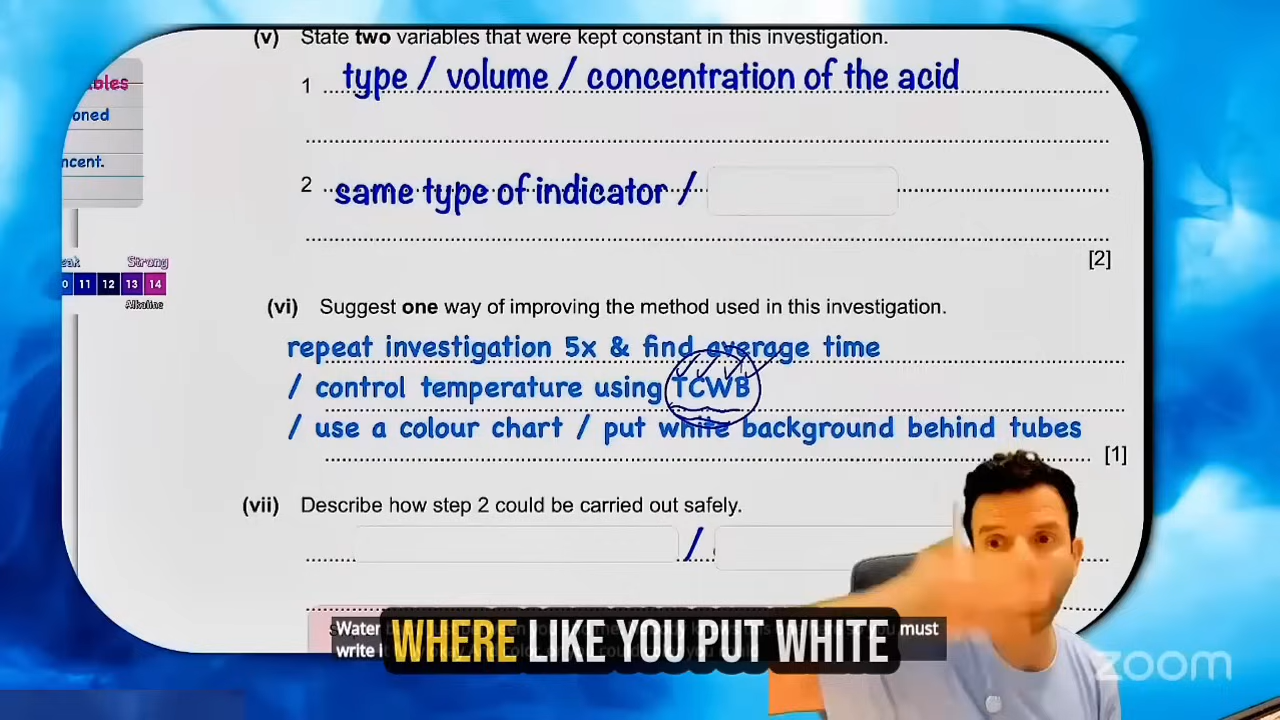 (v) State two variables that were kept constant in this investigation.
ables
1 type / volume / concentration of the acid
oned
ncent.
2 same type of indicator /
[2]
eak Strong
0 11 12 13 14
Alkaline
(vi) Suggest one way of improving the method used in this investigation.
repeat investigation 5x & find average time
/ control temperature using TCWB
/ use a colour chart / put white background behind tubes
[1]
(vii) Describe how step 2 could be carried out safely.
/
Water must
write it
WHERE LIKE YOU PUT WHITE
zoom